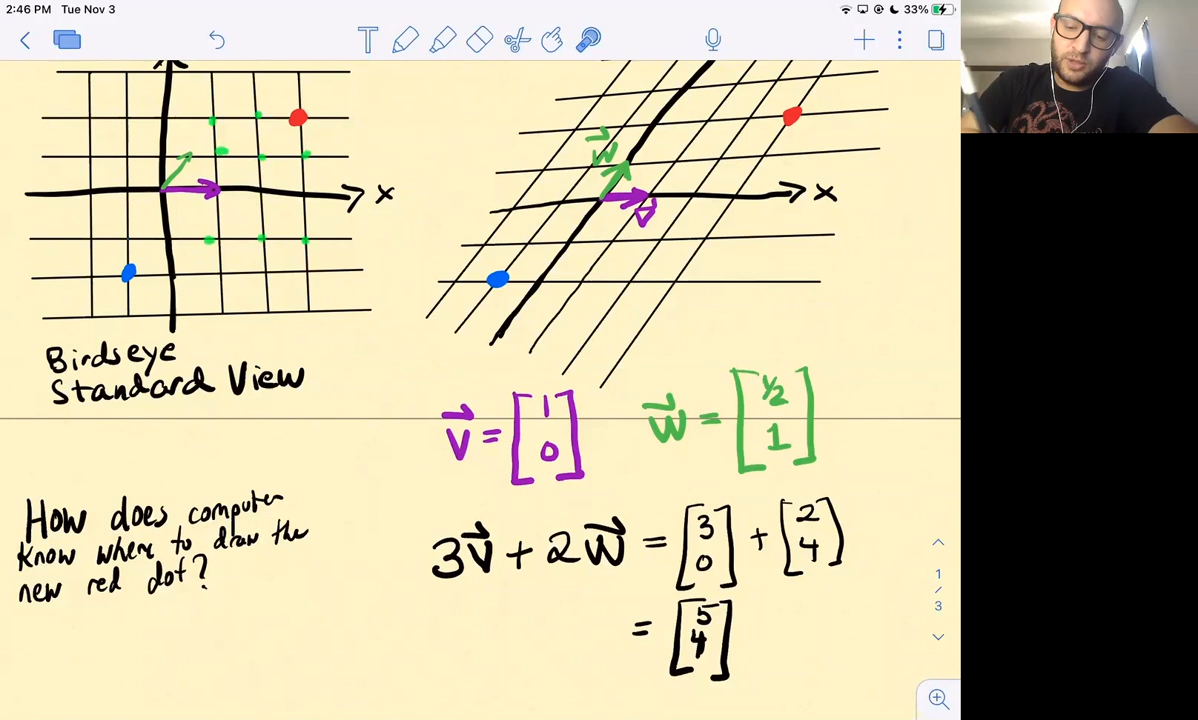 2:46 PM Tue Nov 3
33%
T
x
w
x
v
Birdseye
Standard View
v = [1 0]
w = [1/2 1]
How does computer
know where to draw the
new red dot?
3v + 2w = [3 0] + [2 4]
= [5 4]
1
/
3